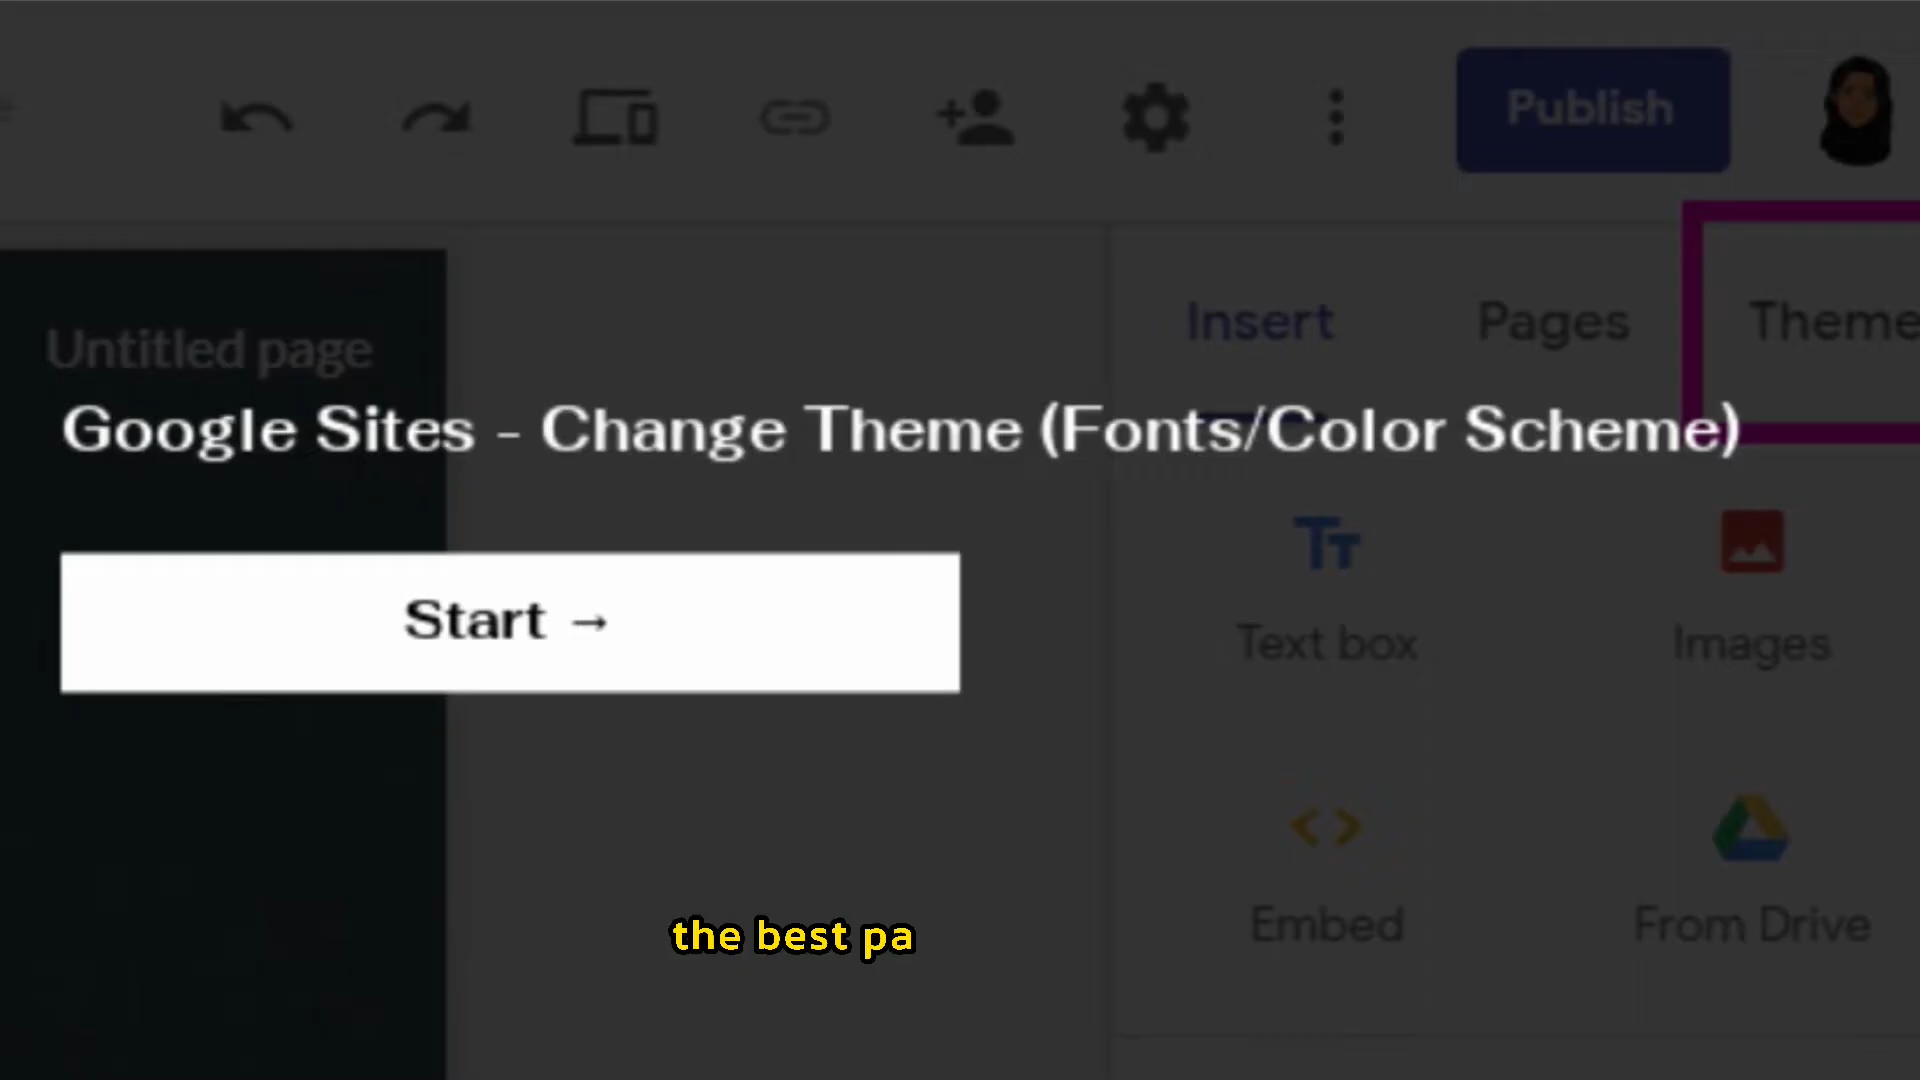 Publish
Insert
Pages
Theme
Untitled page
Google Sites - Change Theme (Fonts/Color Scheme)
Start →
Text box
Images
Embed
From Drive
the best pa